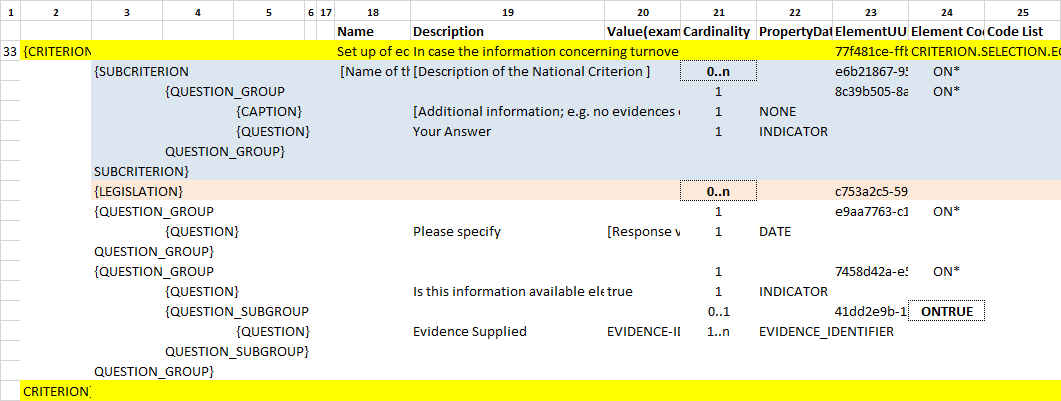 1 2 3 4 5 6 17 18 19 20 21 22 23 24 25
Name Description Value(exam Cardinality PropertyDat ElementUU Element Coc Code List
33 {CRITERION Set up of ec In case the information concerning turnove 77f481ce-ffb CRITERION.SELECTION.EC
{SUBCRITERION [Name of th [Description of the National Criterion ] 0..n e6b21867-95 ON*
{QUESTION_GROUP 1 8c39b505-8a ON*
{CAPTION} [Additional information; e.g. no evidences 1 NONE
{QUESTION} Your Answer 1 INDICATOR
QUESTION_GROUP}
SUBCRITERION}
{LEGISLATION} 0..n c753a2c5-59
{QUESTION_GROUP 1 e9aa7763-c1 ON*
{QUESTION} Please specify [Response v 1 DATE
QUESTION_GROUP}
{QUESTION_GROUP 1 7458d42a-e5 ON*
{QUESTION} Is this information available ele true 1 INDICATOR
{QUESTION_SUBGROUP 0..1 41dd2e9b-1 ONTRUE
{QUESTION} Evidence Supplied EVIDENCE-ID 1..n EVIDENCE_IDENTIFIER
QUESTION_SUBGROUP}
QUESTION_GROUP}
CRITERION}